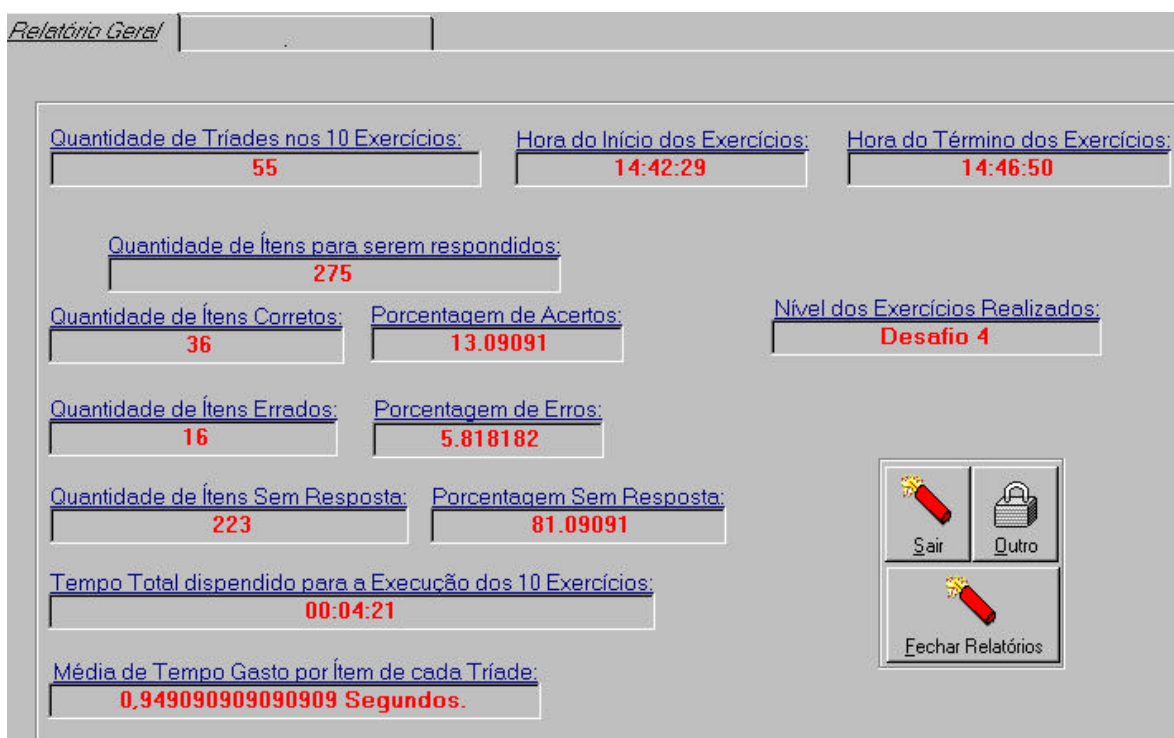 Relatório Geral
Quantidade de Tríades nos 10 Exercícios:
55
Hora do Início dos Exercícios:
14:42:29
Hora do Término dos Exercícios:
14:46:50
Quantidade de Ítens para serem respondidos:
275
Quantidade de Ítens Corretos:
36
Porcentagem de Acertos:
13.09091
Nível dos Exercícios Realizados:
Desafio 4
Quantidade de Ítens Errados:
16
Porcentagem de Erros:
5.818182
Quantidade de Ítens Sem Resposta:
223
Porcentagem Sem Resposta:
81.09091
Sair
Outro
Tempo Total dispendido para a Execução dos 10 Exercícios:
00:04:21
Fechar Relatórios
Média de Tempo Gasto por Ítem de cada Tríade:
0,949090909090909 Segundos.